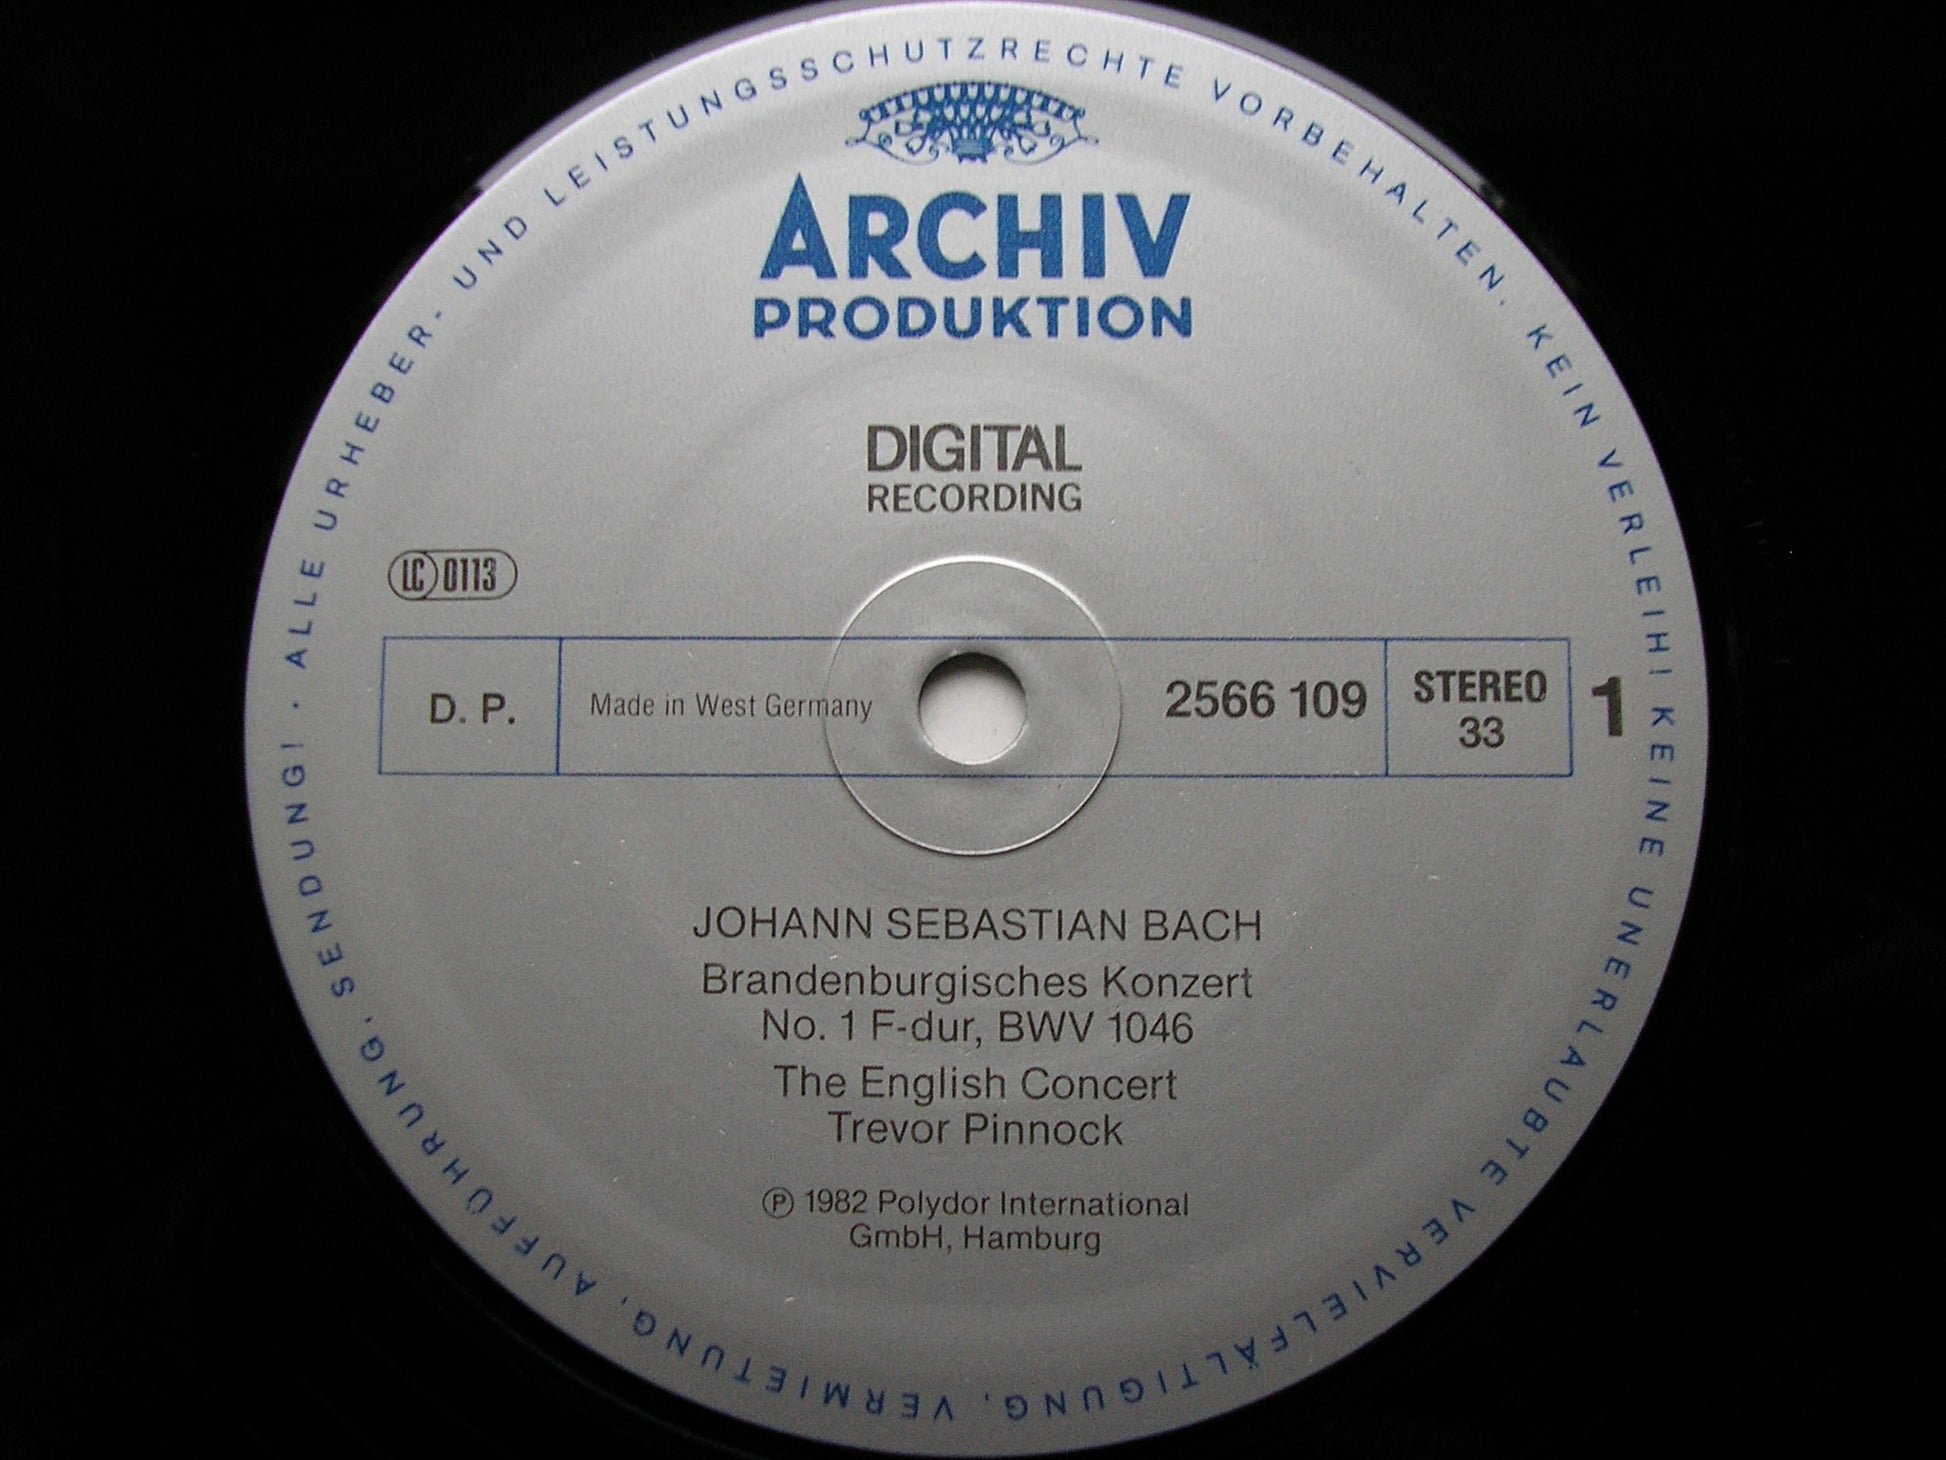 ALLE URHEBER- UND LEISTUNGSSCHUTZRECHTE VORBEHALTEN. KEIN VERLEIH! KEINE UNERLAUBTE VERVIELFÄLTIGUNG, VERMIETUNG, AUFFÜHRUNG, SENDUNG! ·
ARCHIV
PRODUKTION
DIGITAL
RECORDING
LC 0113
D. P.
Made in West Germany
2566 109
STEREO
33
1
JOHANN SEBASTIAN BACH
Brandenburgisches Konzert
No. 1 F-dur, BWV 1046
The English Concert
Trevor Pinnock
℗ 1982 Polydor International
GmbH, Hamburg